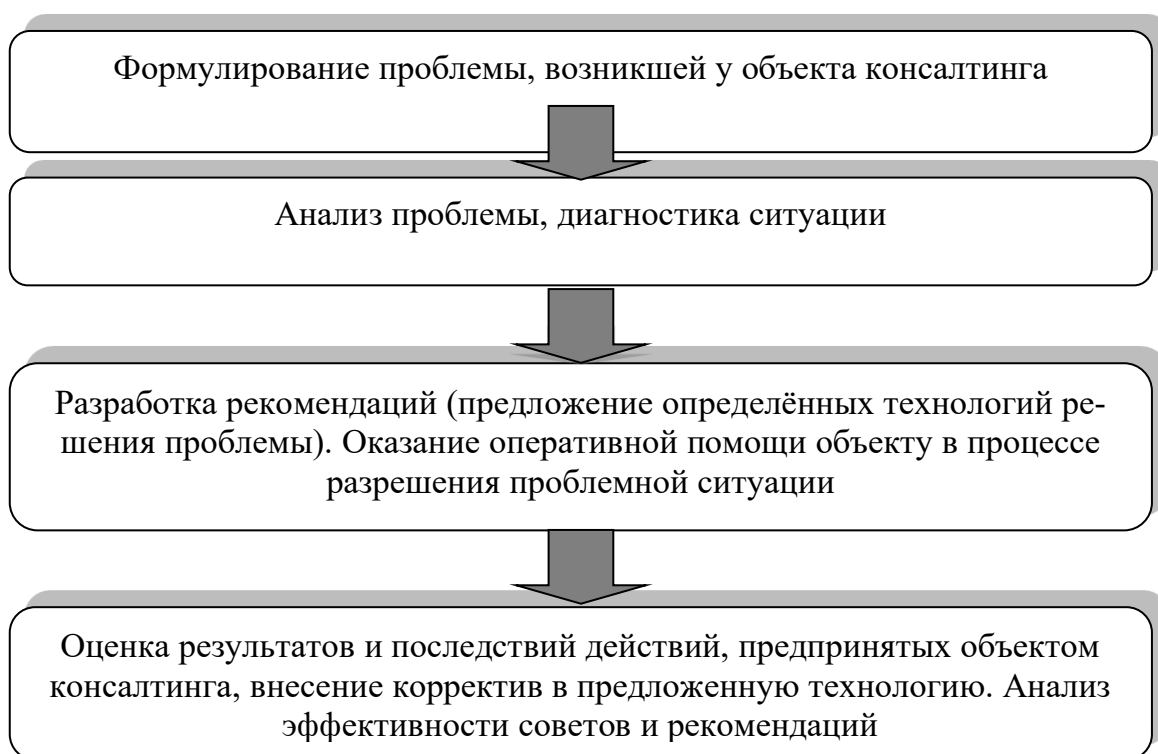 Формулирование проблемы, возникшей у объекта консалтинга
Анализ проблемы, диагностика ситуации
Разработка рекомендаций (предложение определённых технологий ре-
шения проблемы). Оказание оперативной помощи объекту в процессе
разрешения проблемной ситуации
Оценка результатов и последствий действий, предпринятых объектом
консалтинга, внесение корректив в предложенную технологию. Анализ
эффективности советов и рекомендаций